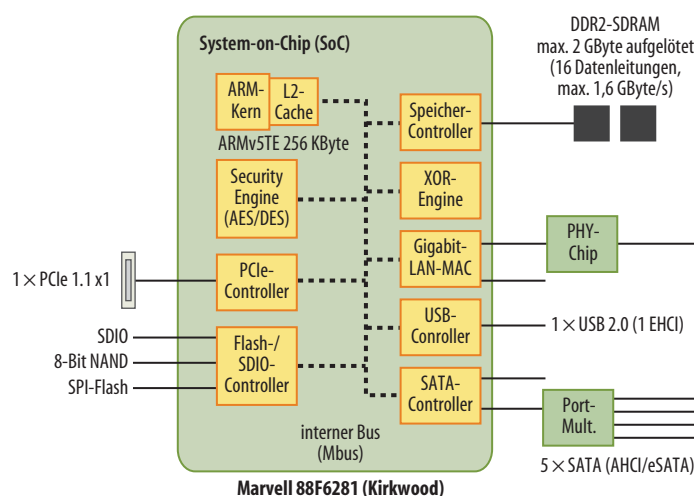 System-on-Chip (SoC)
ARM-
Kern
L2-
Cache
ARMv5TE 256 KByte
Security
Engine
(AES/DES)
PCIe-
Controller
Flash-/
SDIO-
Controller
Speicher-
Controller
XOR-
Engine
Gigabit-
LAN-MAC
USB-
Controller
SATA-
Controller
interner Bus
(Mbus)
Marvell 88F6281 (Kirkwood)
1 × PCIe 1.1 x1
SDIO
8-Bit NAND
SPI-Flash
DDR2-SDRAM
max. 2 GByte aufgelötet
(16 Datenleitungen,
max. 1,6 GByte/s)
PHY-
Chip
1 × USB 2.0 (1 EHCI)
Port-
Mult.
5 × SATA (AHCI/eSATA)